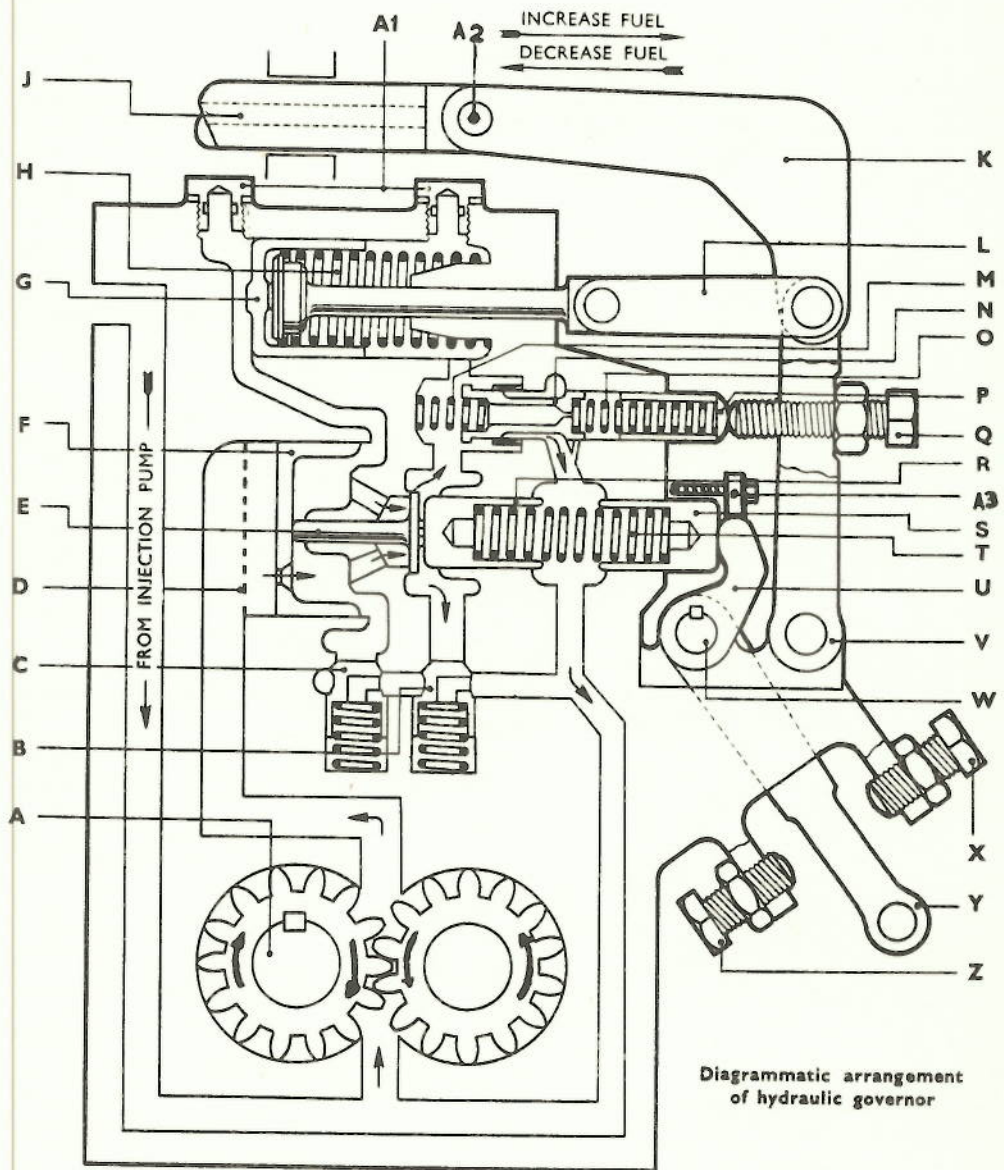 A1
A2
INCREASE FUEL
DECREASE FUEL
J
H
G
F
E
D
C
B
A
FROM INJECTION PUMP
K
L
M
N
O
P
Q
R
A3
S
T
U
V
W
X
Y
Z
Diagrammatic arrangement
of hydraulic governor